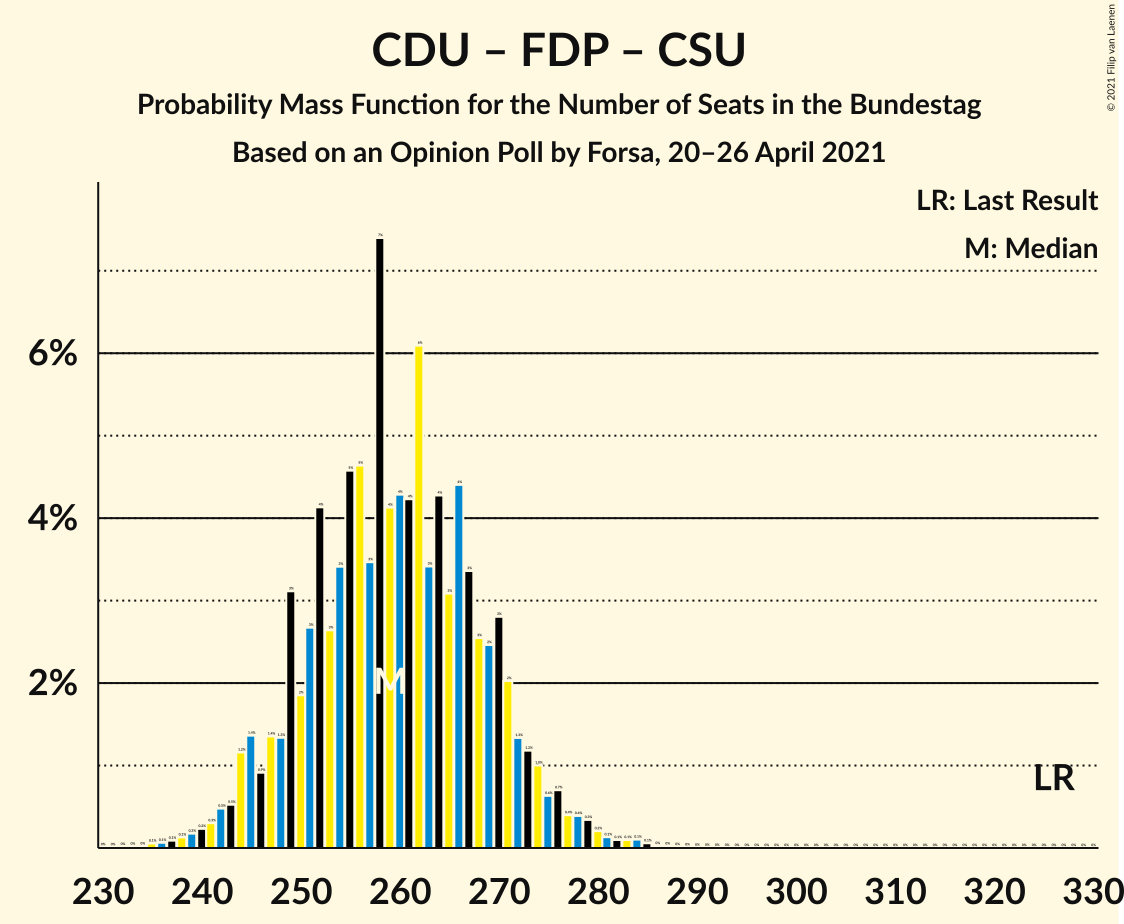 CDU – FDP – CSU
Probability Mass Function for the Number of Seats in the Bundestag
Based on an Opinion Poll by Forsa, 20–26 April 2021
© 2021 Filip van Laenen
LR: Last Result
M: Median
6%
4%
2%
M
LR
230 240 250 260 270 280 290 300 310 320 330